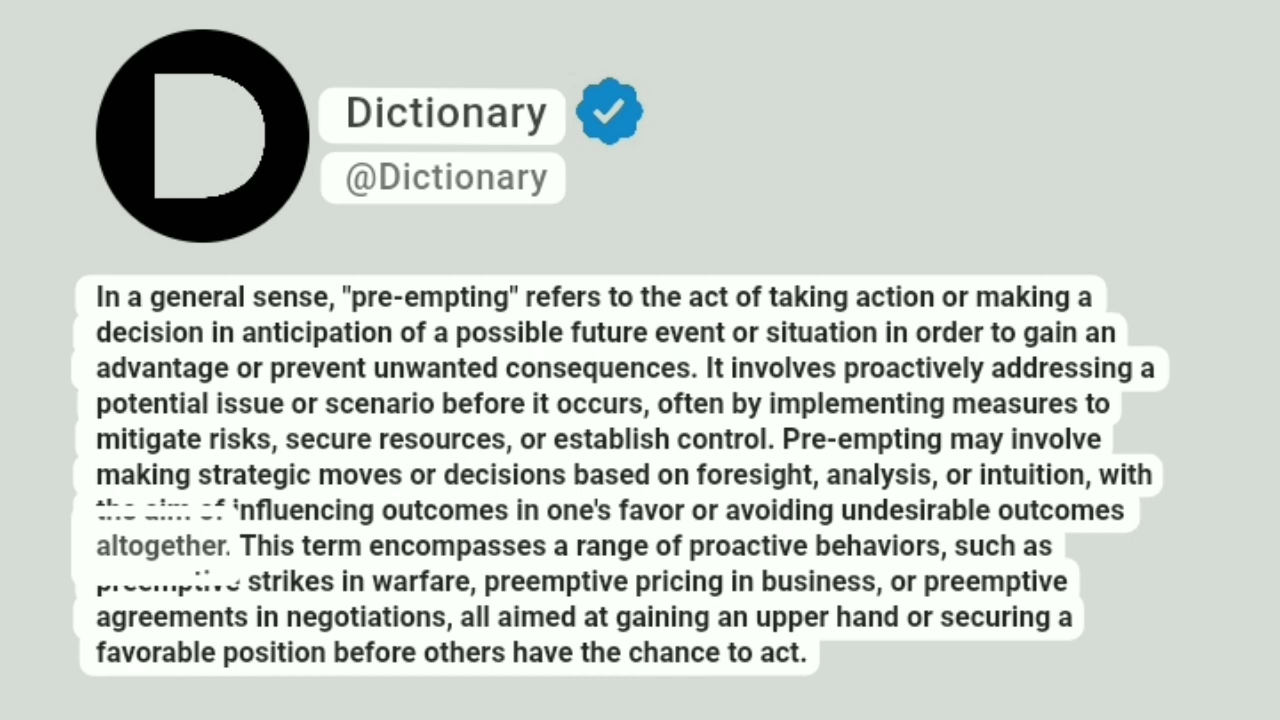 D
Dictionary
@Dictionary
In a general sense, "pre-empting" refers to the act of taking action or making a
decision in anticipation of a possible future event or situation in order to gain an
advantage or prevent unwanted consequences. It involves proactively addressing a
potential issue or scenario before it occurs, often by implementing measures to
mitigate risks, secure resources, or establish control. Pre-empting may involve
making strategic moves or decisions based on foresight, analysis, or intuition, with
the aim of influencing outcomes in one's favor or avoiding undesirable outcomes
altogether. This term encompasses a range of proactive behaviors, such as
preemptive strikes in warfare, preemptive pricing in business, or preemptive
agreements in negotiations, all aimed at gaining an upper hand or securing a
favorable position before others have the chance to act.